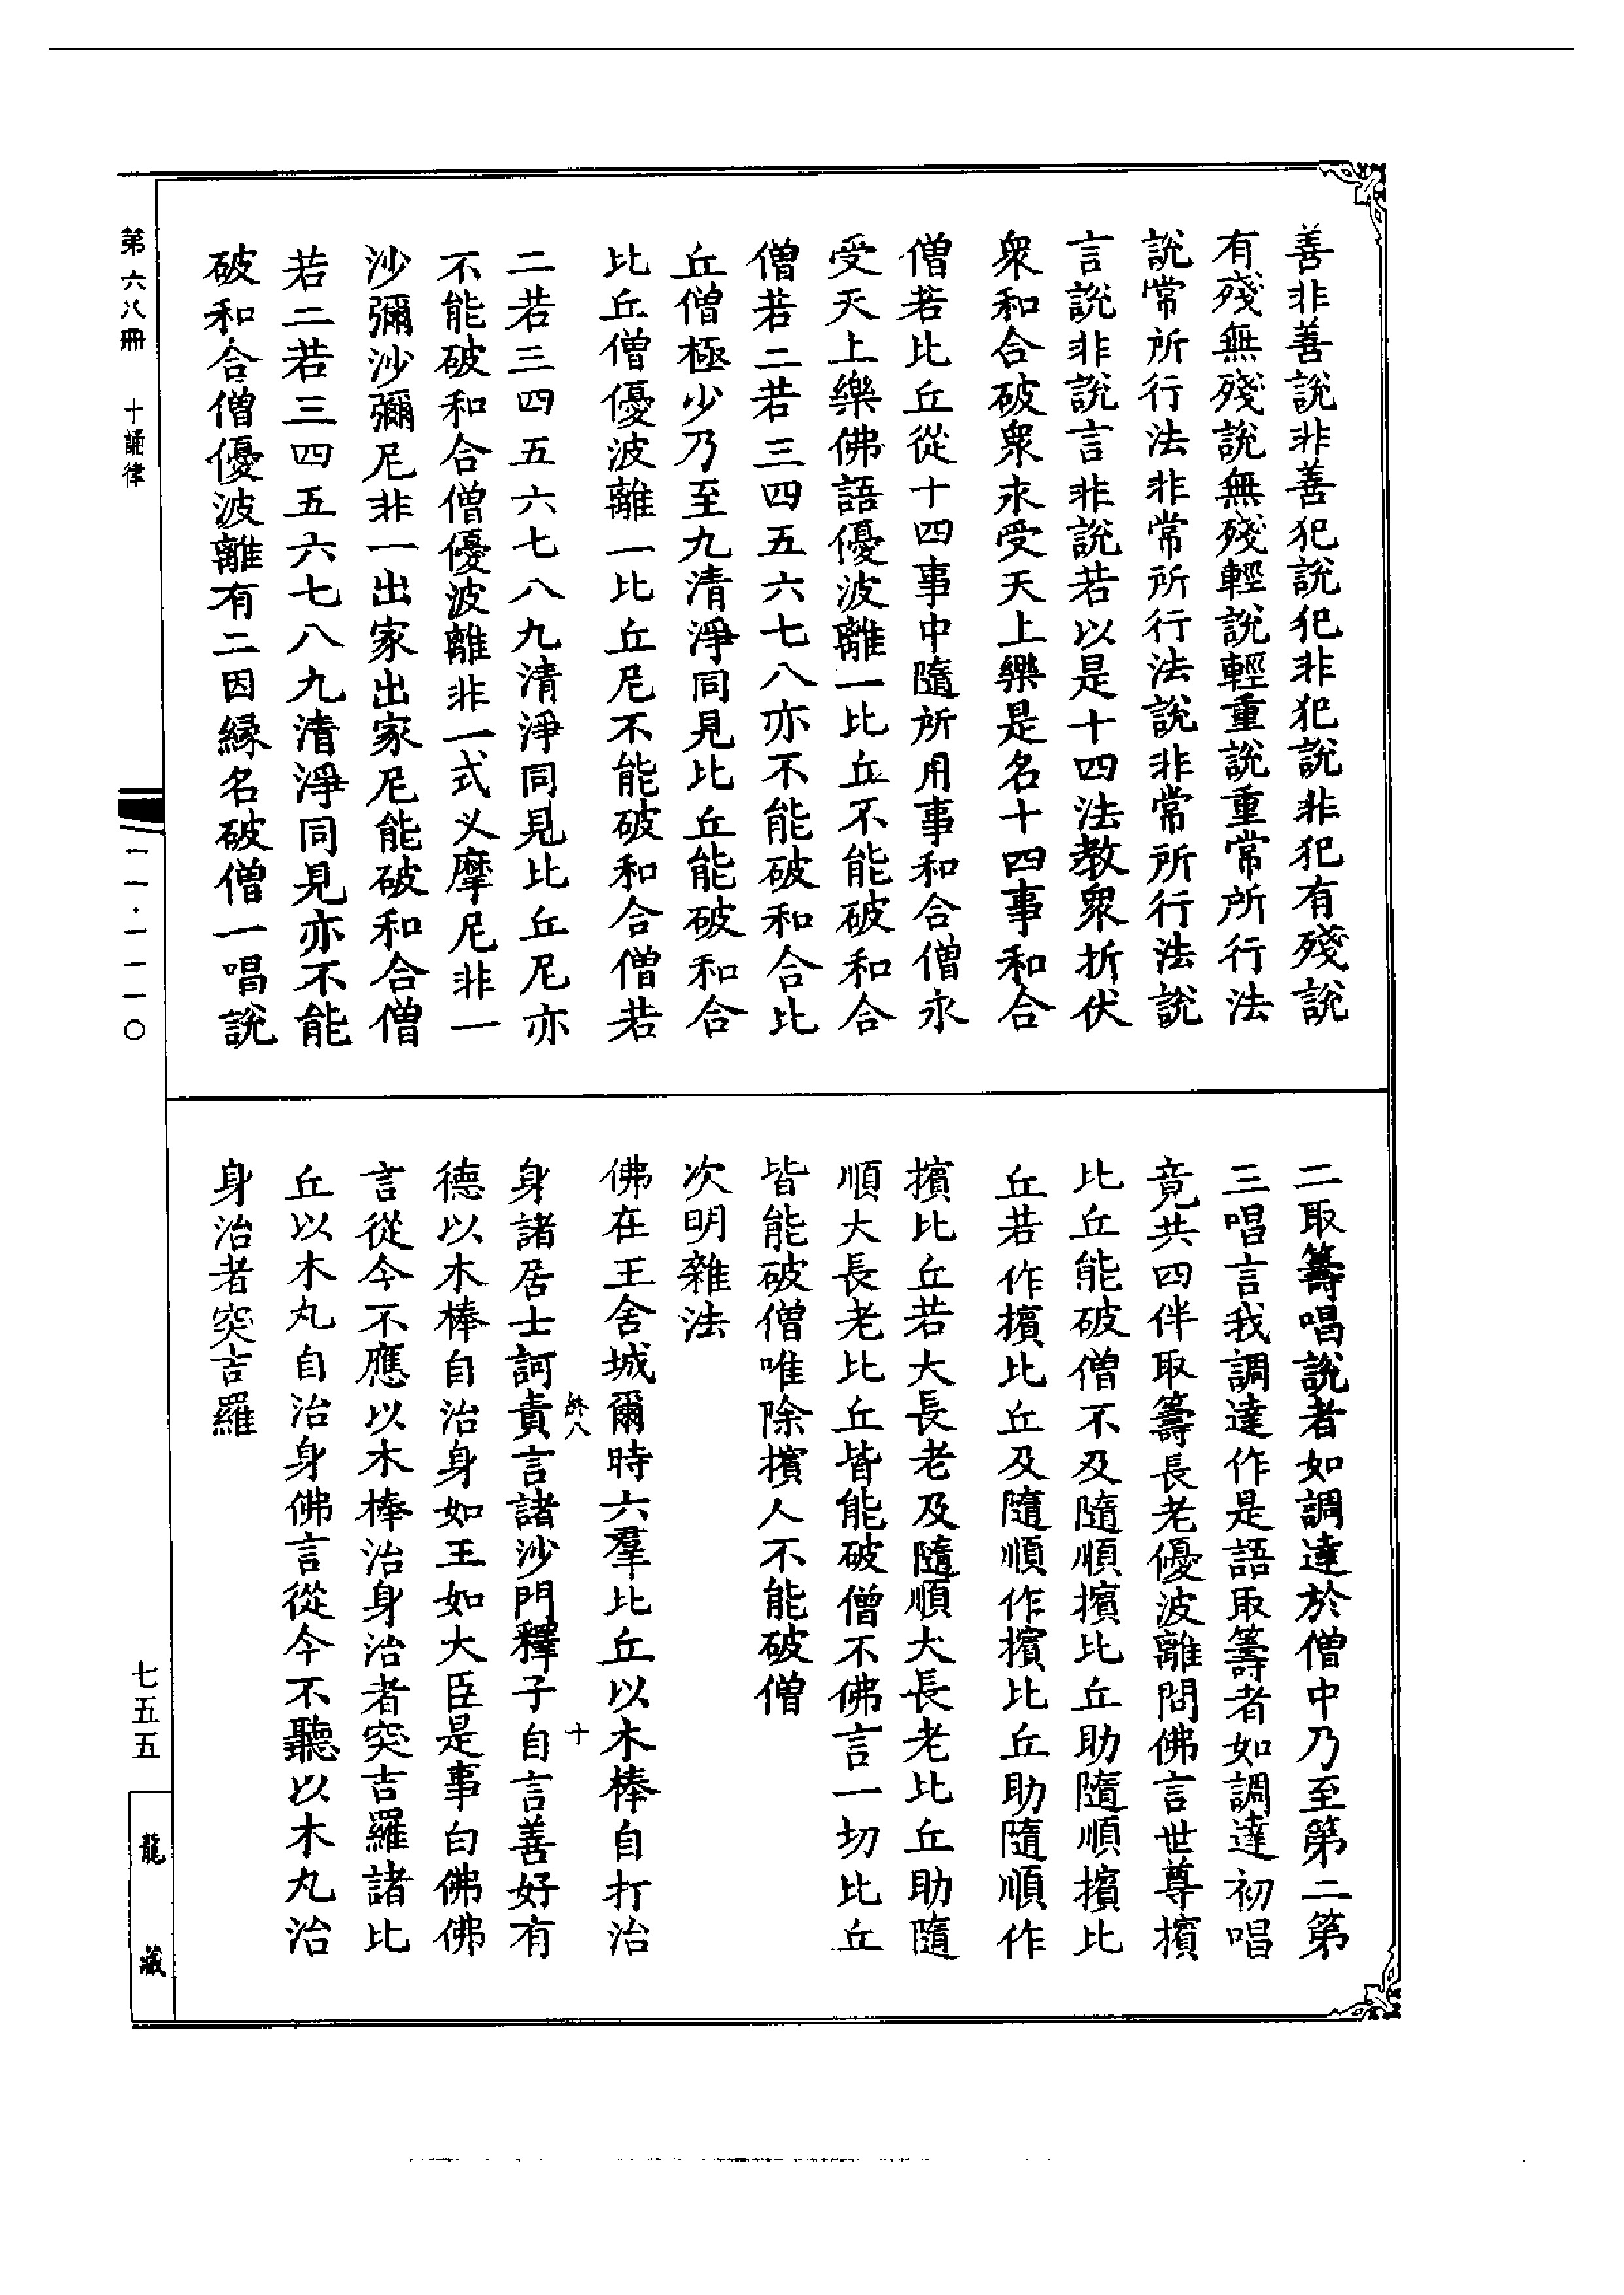 善非善說非善犯說犯非犯說非犯有殘說
有殘無殘說無殘輕說輕重說重常所行法
說常所行法非常所行法說非常所行法說
言說非說言非說若以是十四法教衆折伏
衆和合破衆求受天上樂是名十四事和合
僧若比丘從十四事中隨所用事和合僧永
受天上樂佛語優波離一比丘不能破和合
僧若二若三四五六七八亦不能破和合比
丘僧極少乃至九清淨同見比丘能破和合
比丘僧優波離一比丘尼不能破和合僧若
二若三四五六七八九清淨同見比丘尼亦
不能破和合僧優波離非一式义摩尼非一
沙彌沙彌尼非一出家出家尼能破和合僧
若二若三四五六七八九清淨同見亦不能
破和合僧優波離有二因緣名破僧一唱說
二取籌唱說者如調達於僧中乃至第二第
三唱言我調達作是語取籌者如調達初唱
竟共四伴取籌長老優波離問佛言世尊擯
比丘能破僧不及隨順擯比丘助隨順擯比
丘若作擯比丘及隨順作擯比丘助隨順作
擯比丘若大長老及隨順大長老比丘助隨
順大長老比丘皆能破僧不佛言一切比丘
皆能破僧唯除擯人不能破僧
次明雜法
佛在王舍城爾時六羣比丘以木棒自打治
終八 十
身諸居士訶責言諸沙門釋子自言善好有
德以木棒自治身如王如大臣是事白佛佛
言從今不應以木棒治身治者突吉羅諸比
丘以木丸自治身佛言從今不聽以木丸治
身治者突吉羅
第六八冊 十誦律
一一·一一一〇
七五五
龍藏